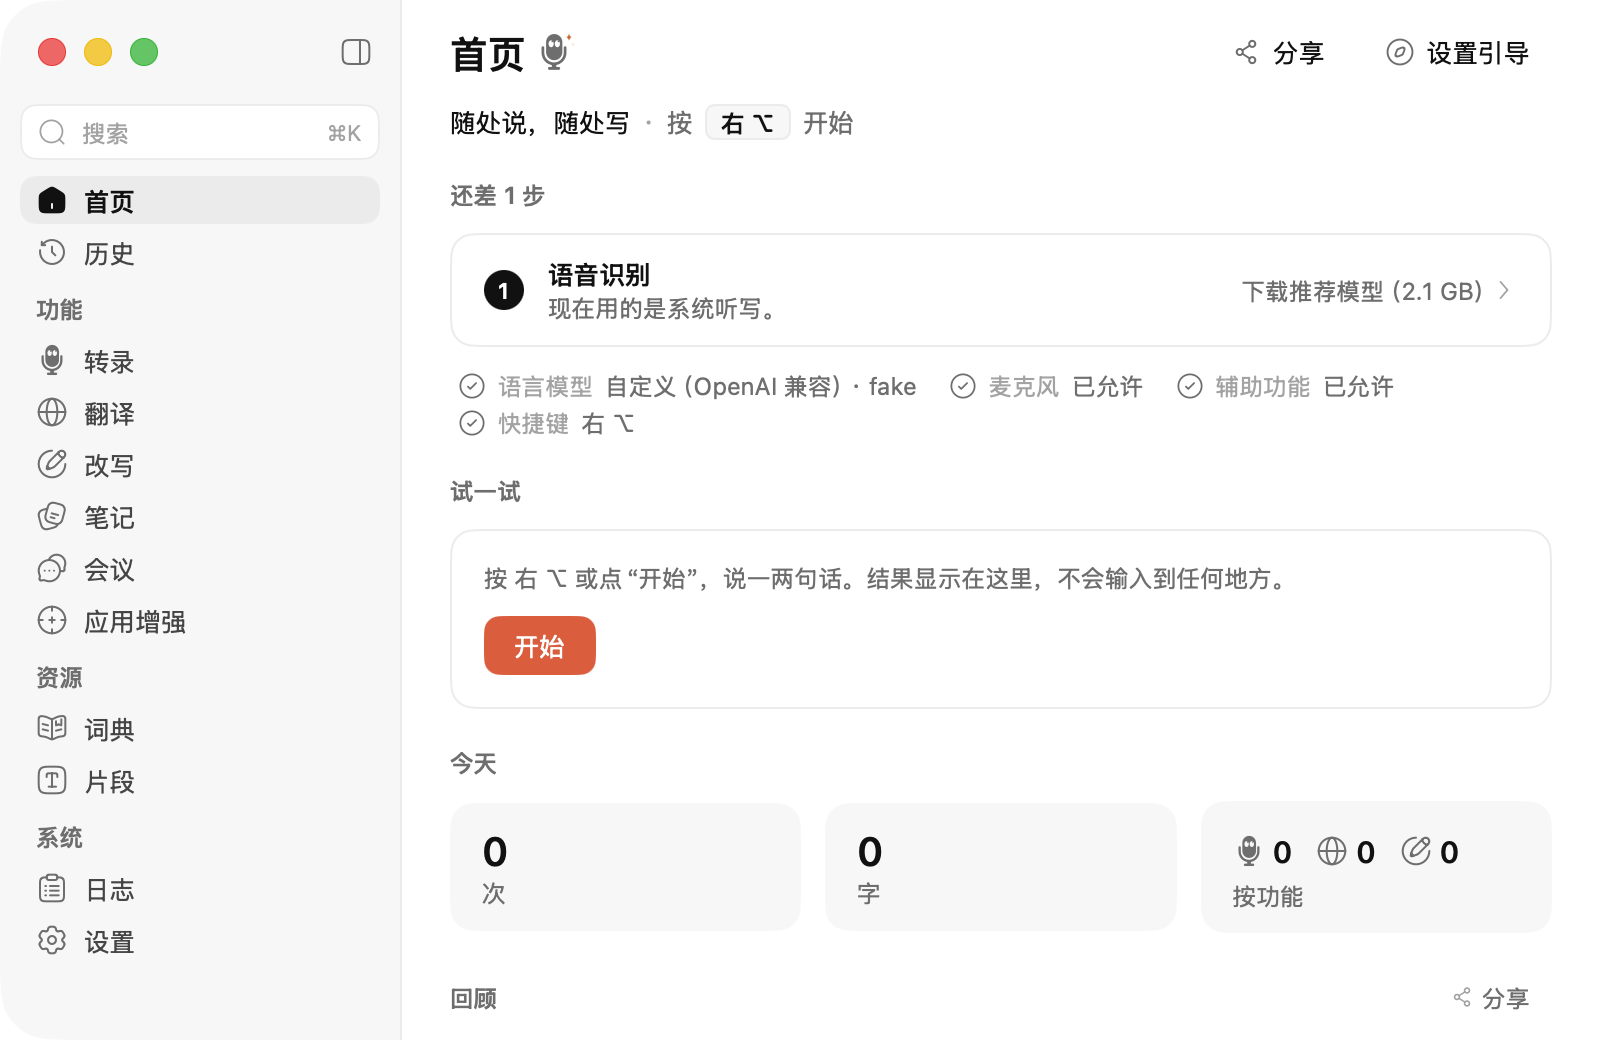 搜索 ⌘K
首页
历史
功能
转录
翻译
改写
笔记
会议
应用增强
资源
词典
片段
系统
日志
设置
首页
分享 设置引导
随处说，随处写 · 按 右 ⌥ 开始
还差 1 步
1 语音识别
现在用的是系统听写。
下载推荐模型 (2.1 GB)
语言模型 自定义（OpenAI 兼容）· fake 麦克风 已允许 辅助功能 已允许
快捷键 右 ⌥
试一试
按 右 ⌥ 或点 “开始”，说一两句话。结果显示在这里，不会输入到任何地方。
开始
今天
0
次
0
字
0 0 0
按功能
回顾 分享